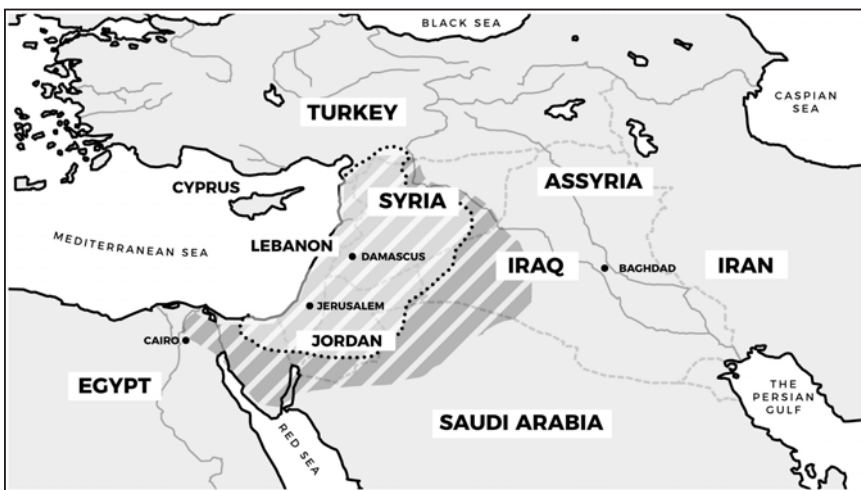 BLACK SEA
CASPIAN
SEA
TURKEY
CYPRUS
SYRIA
ASSYRIA
MEDITERRANEAN SEA
LEBANON
DAMASCUS
IRAQ
BAGHDAD
IRAN
JERUSALEM
CAIRO
JORDAN
EGYPT
THE
PERSIAN
GULF
RED SEA
SAUDI ARABIA